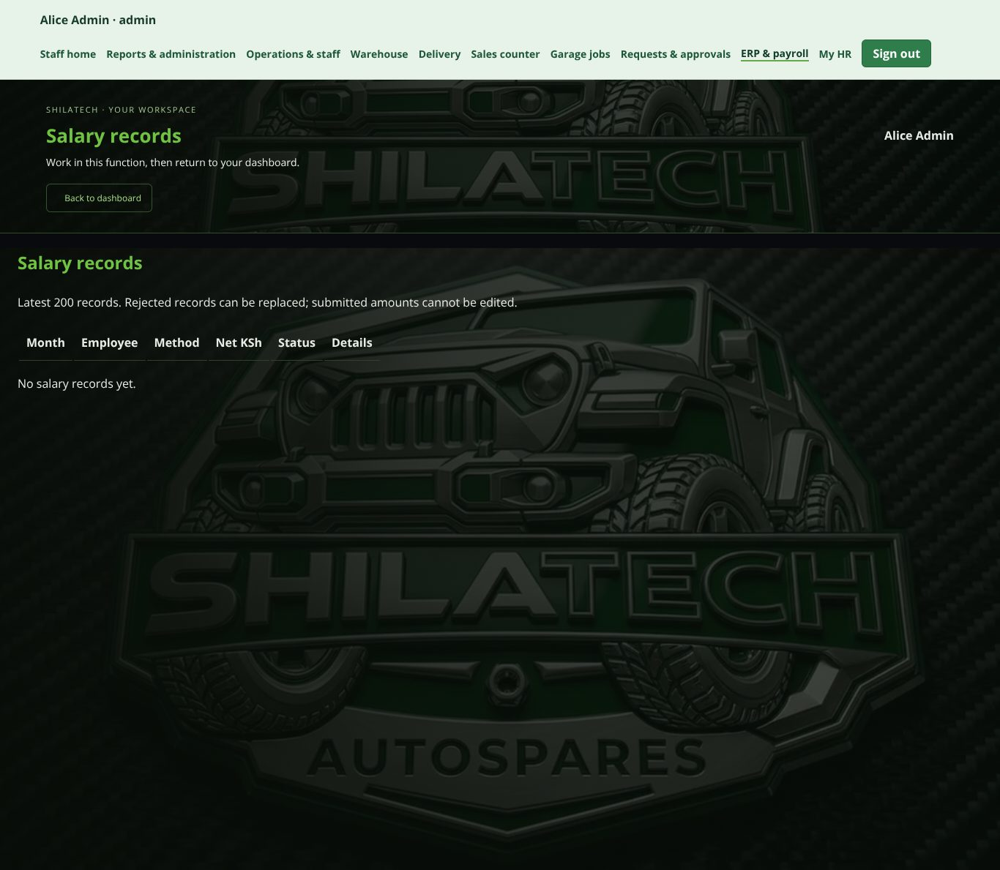 Alice Admin · admin
Staff home Reports & administration Operations & staff Warehouse Delivery Sales counter Garage jobs Requests & approvals ERP & payroll My HR Sign out
SHILATECH · YOUR WORKSPACE
Salary records
Alice Admin
Work in this function, then return to your dashboard.
Back to dashboard
SHILATECH
Salary records
Latest 200 records. Rejected records can be replaced; submitted amounts cannot be edited.
Month Employee Method Net KSh Status Details
No salary records yet.
SHILATECH
AUTOSPARES